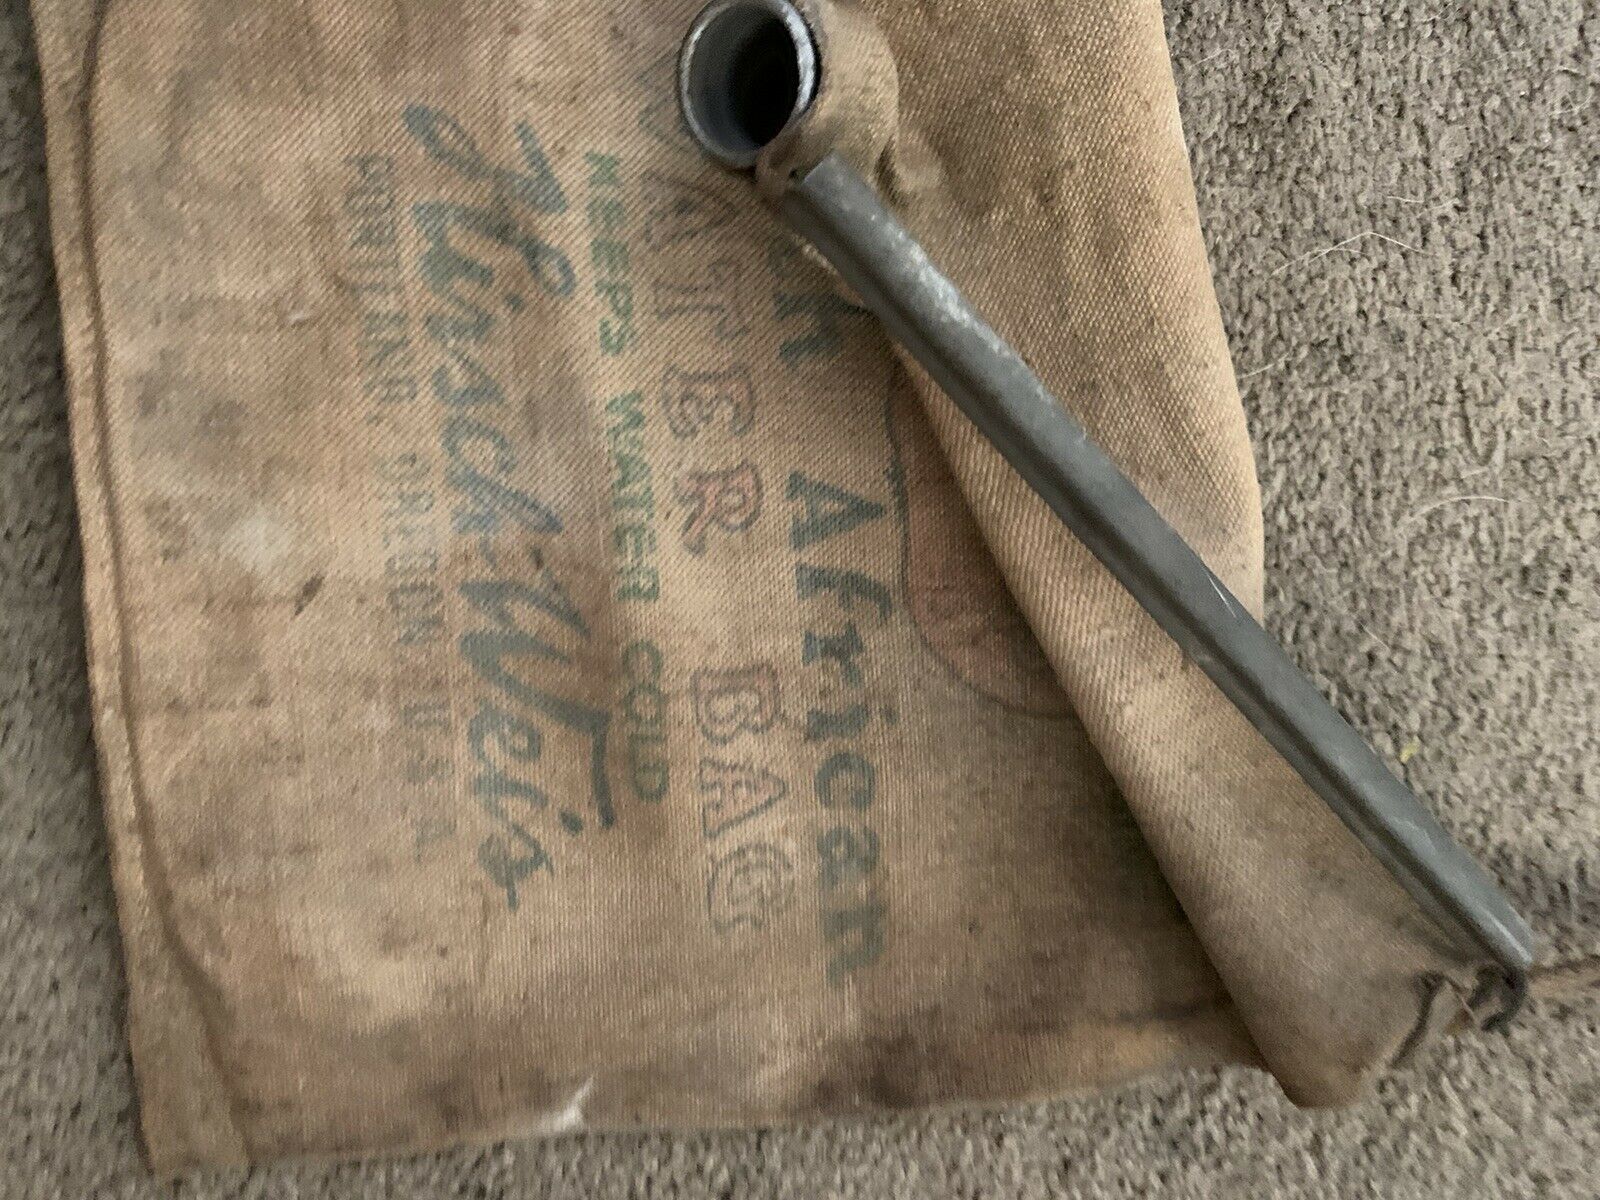 African
WATER BAG
KEEPS WATER COLD
Hirsch-Weis
PORTLAND, OREGON, U.S.A.